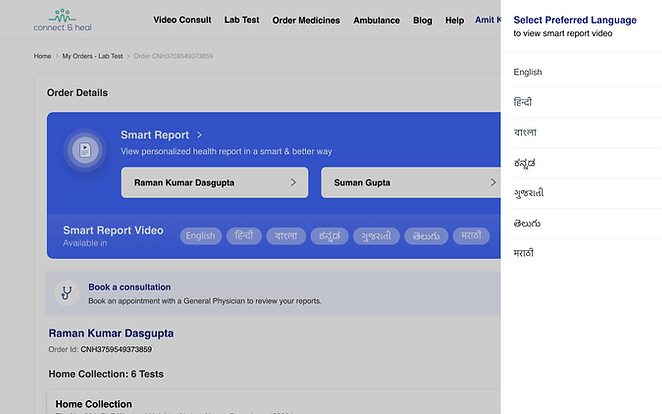 connect & heal
Video Consult Lab Test Order Medicines Ambulance Blog Help Amit K
Home > My Orders - Lab Test > Order CNH3759549373859
Order Details
Smart Report >
View personalized health report in a smart & better way
Raman Kumar Dasgupta >
Suman Gupta >
Smart Report Video
Available in
English हिन्दी বাংলা ಕನ್ನಡ ગુજરાતી తెలుగు मराठी
Book a consultation
Book an appointment with a General Physician to review your reports.
Raman Kumar Dasgupta
Order Id: CNH3759549373859
Home Collection: 6 Tests
Home Collection
Select Preferred Language
to view smart report video
English
हिन्दी
বাংলা
ಕನ್ನಡ
ગુજરાતી
తెలుగు
मराठी